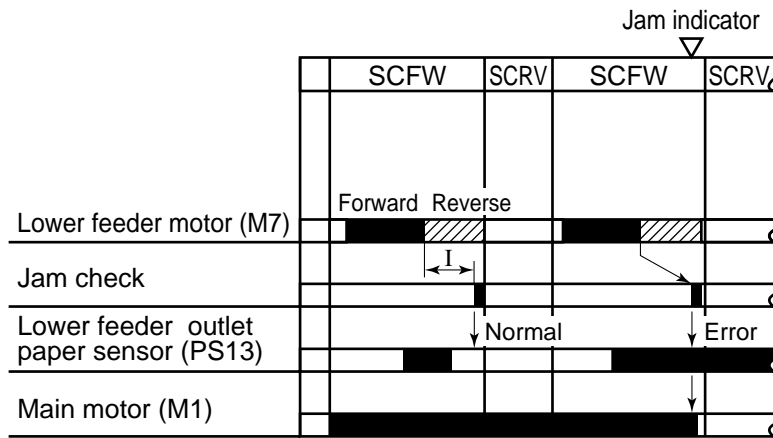 Jam indicator
SCFW SCRV SCFW SCRV
Forward Reverse
Lower feeder motor (M7)
I
Jam check
Lower feeder outlet
paper sensor (PS13)
Normal Error
Main motor (M1)